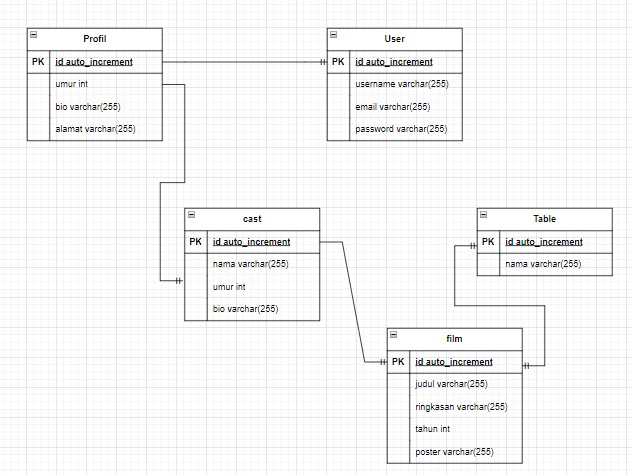 Profil
PK id auto_increment
umur int
bio varchar(255)
alamat varchar(255)
User
PK id auto_increment
username varchar(255)
email varchar(255)
password varchar(255)
cast
PK id auto_increment
nama varchar(255)
umur int
bio varchar(255)
Table
PK id auto_increment
nama varchar(255)
film
PK id auto_increment
judul varchar(255)
ringkasan varchar(255)
tahun int
poster varchar(255)